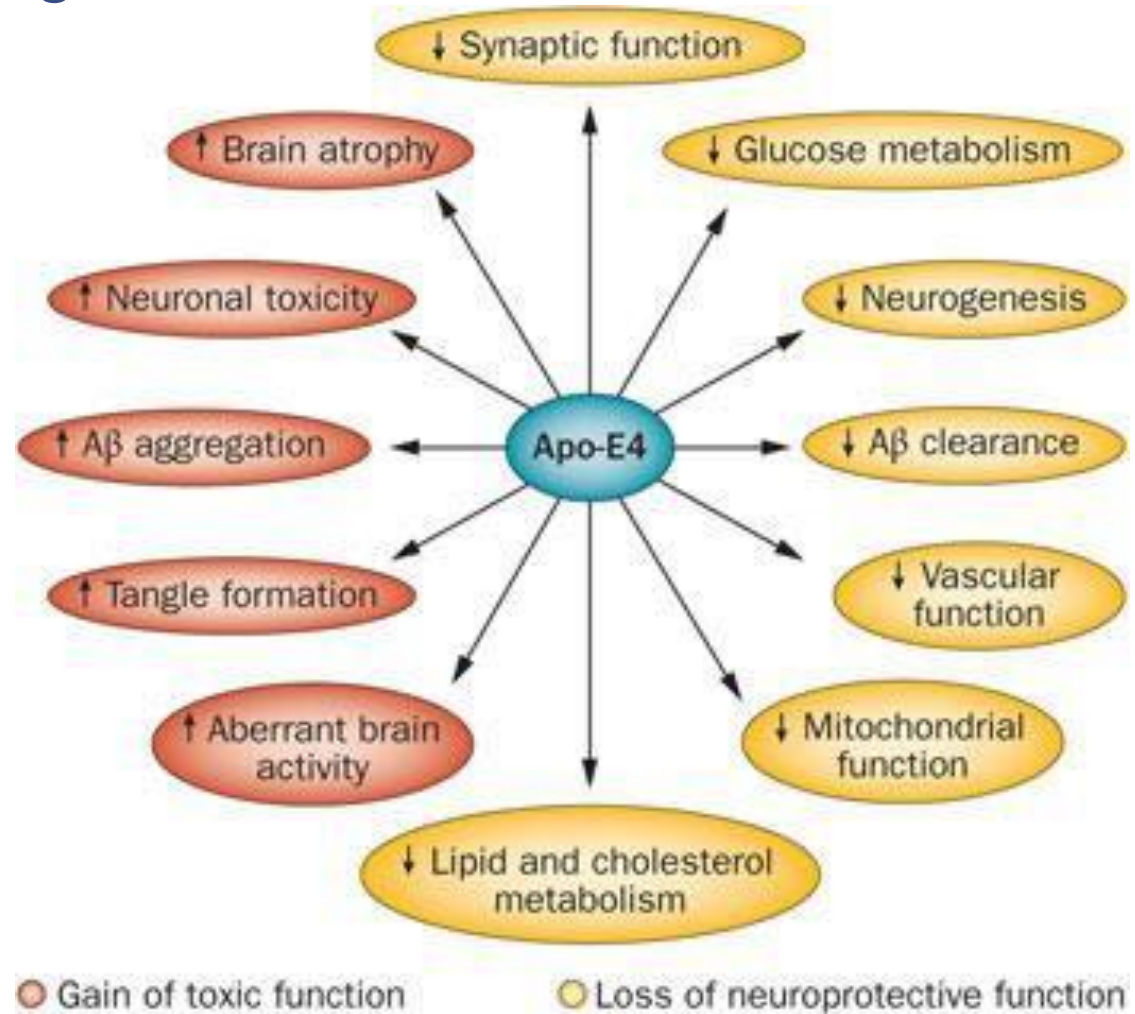 ↓ Synaptic function
↑ Brain atrophy
↓ Glucose metabolism
↑ Neuronal toxicity
↓ Neurogenesis
↑ Aβ aggregation
Apo-E4
↓ Aβ clearance
↑ Tangle formation
↓ Vascular
function
↑ Aberrant brain
activity
↓ Mitochondrial
function
↓ Lipid and cholesterol
metabolism
Gain of toxic function
Loss of neuroprotective function